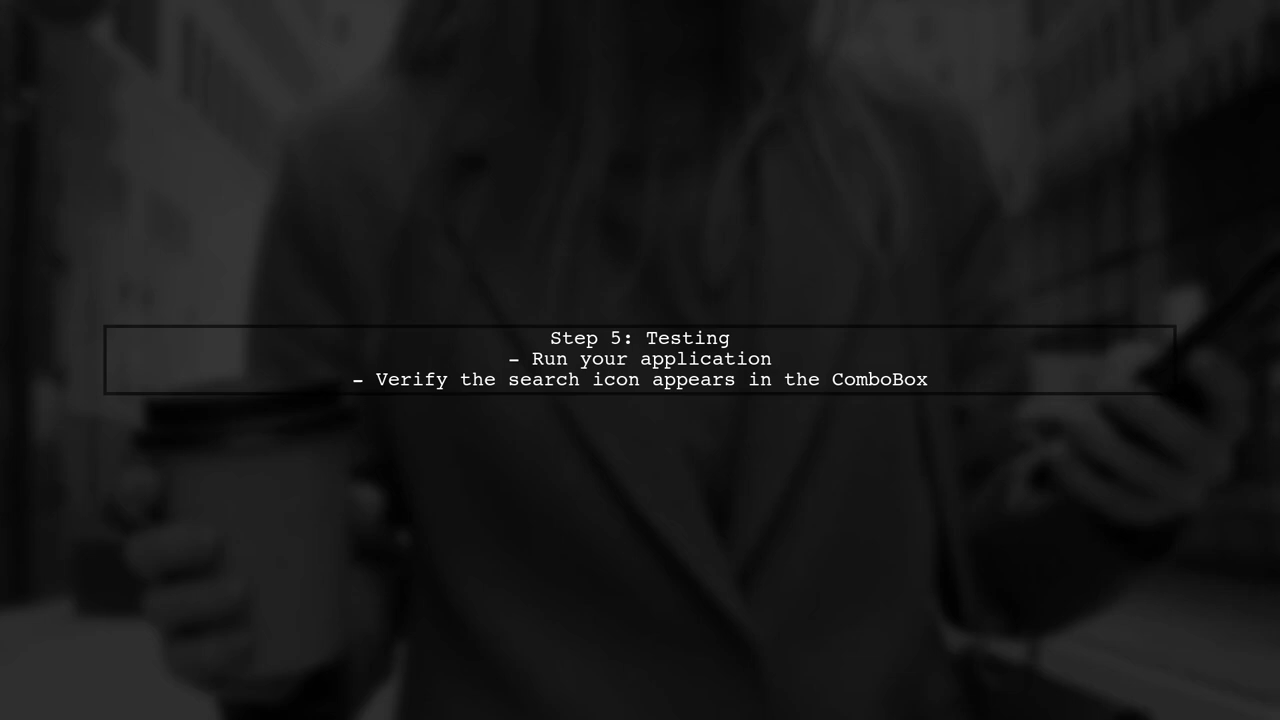 Step 5: Testing
- Run your application
- Verify the search icon appears in the ComboBox